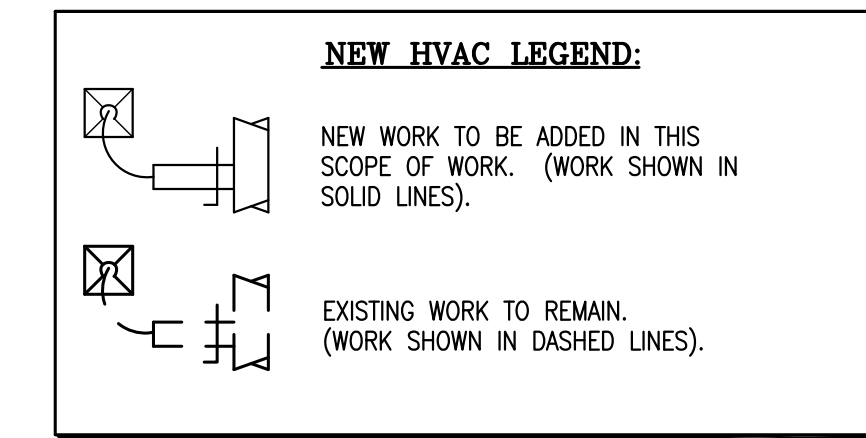 NEW HVAC LEGEND:
NEW WORK TO BE ADDED IN THIS
SCOPE OF WORK. (WORK SHOWN IN
SOLID LINES).
EXISTING WORK TO REMAIN.
(WORK SHOWN IN DASHED LINES).